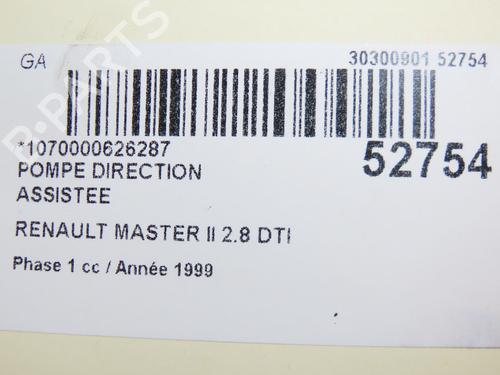 GA
30300901 52754
*1070000626287
52754
POMPE DIRECTION
ASSISTEE
RENAULT MASTER II 2.8 DTI
Phase 1 cc / Année 1999
B-PARTS